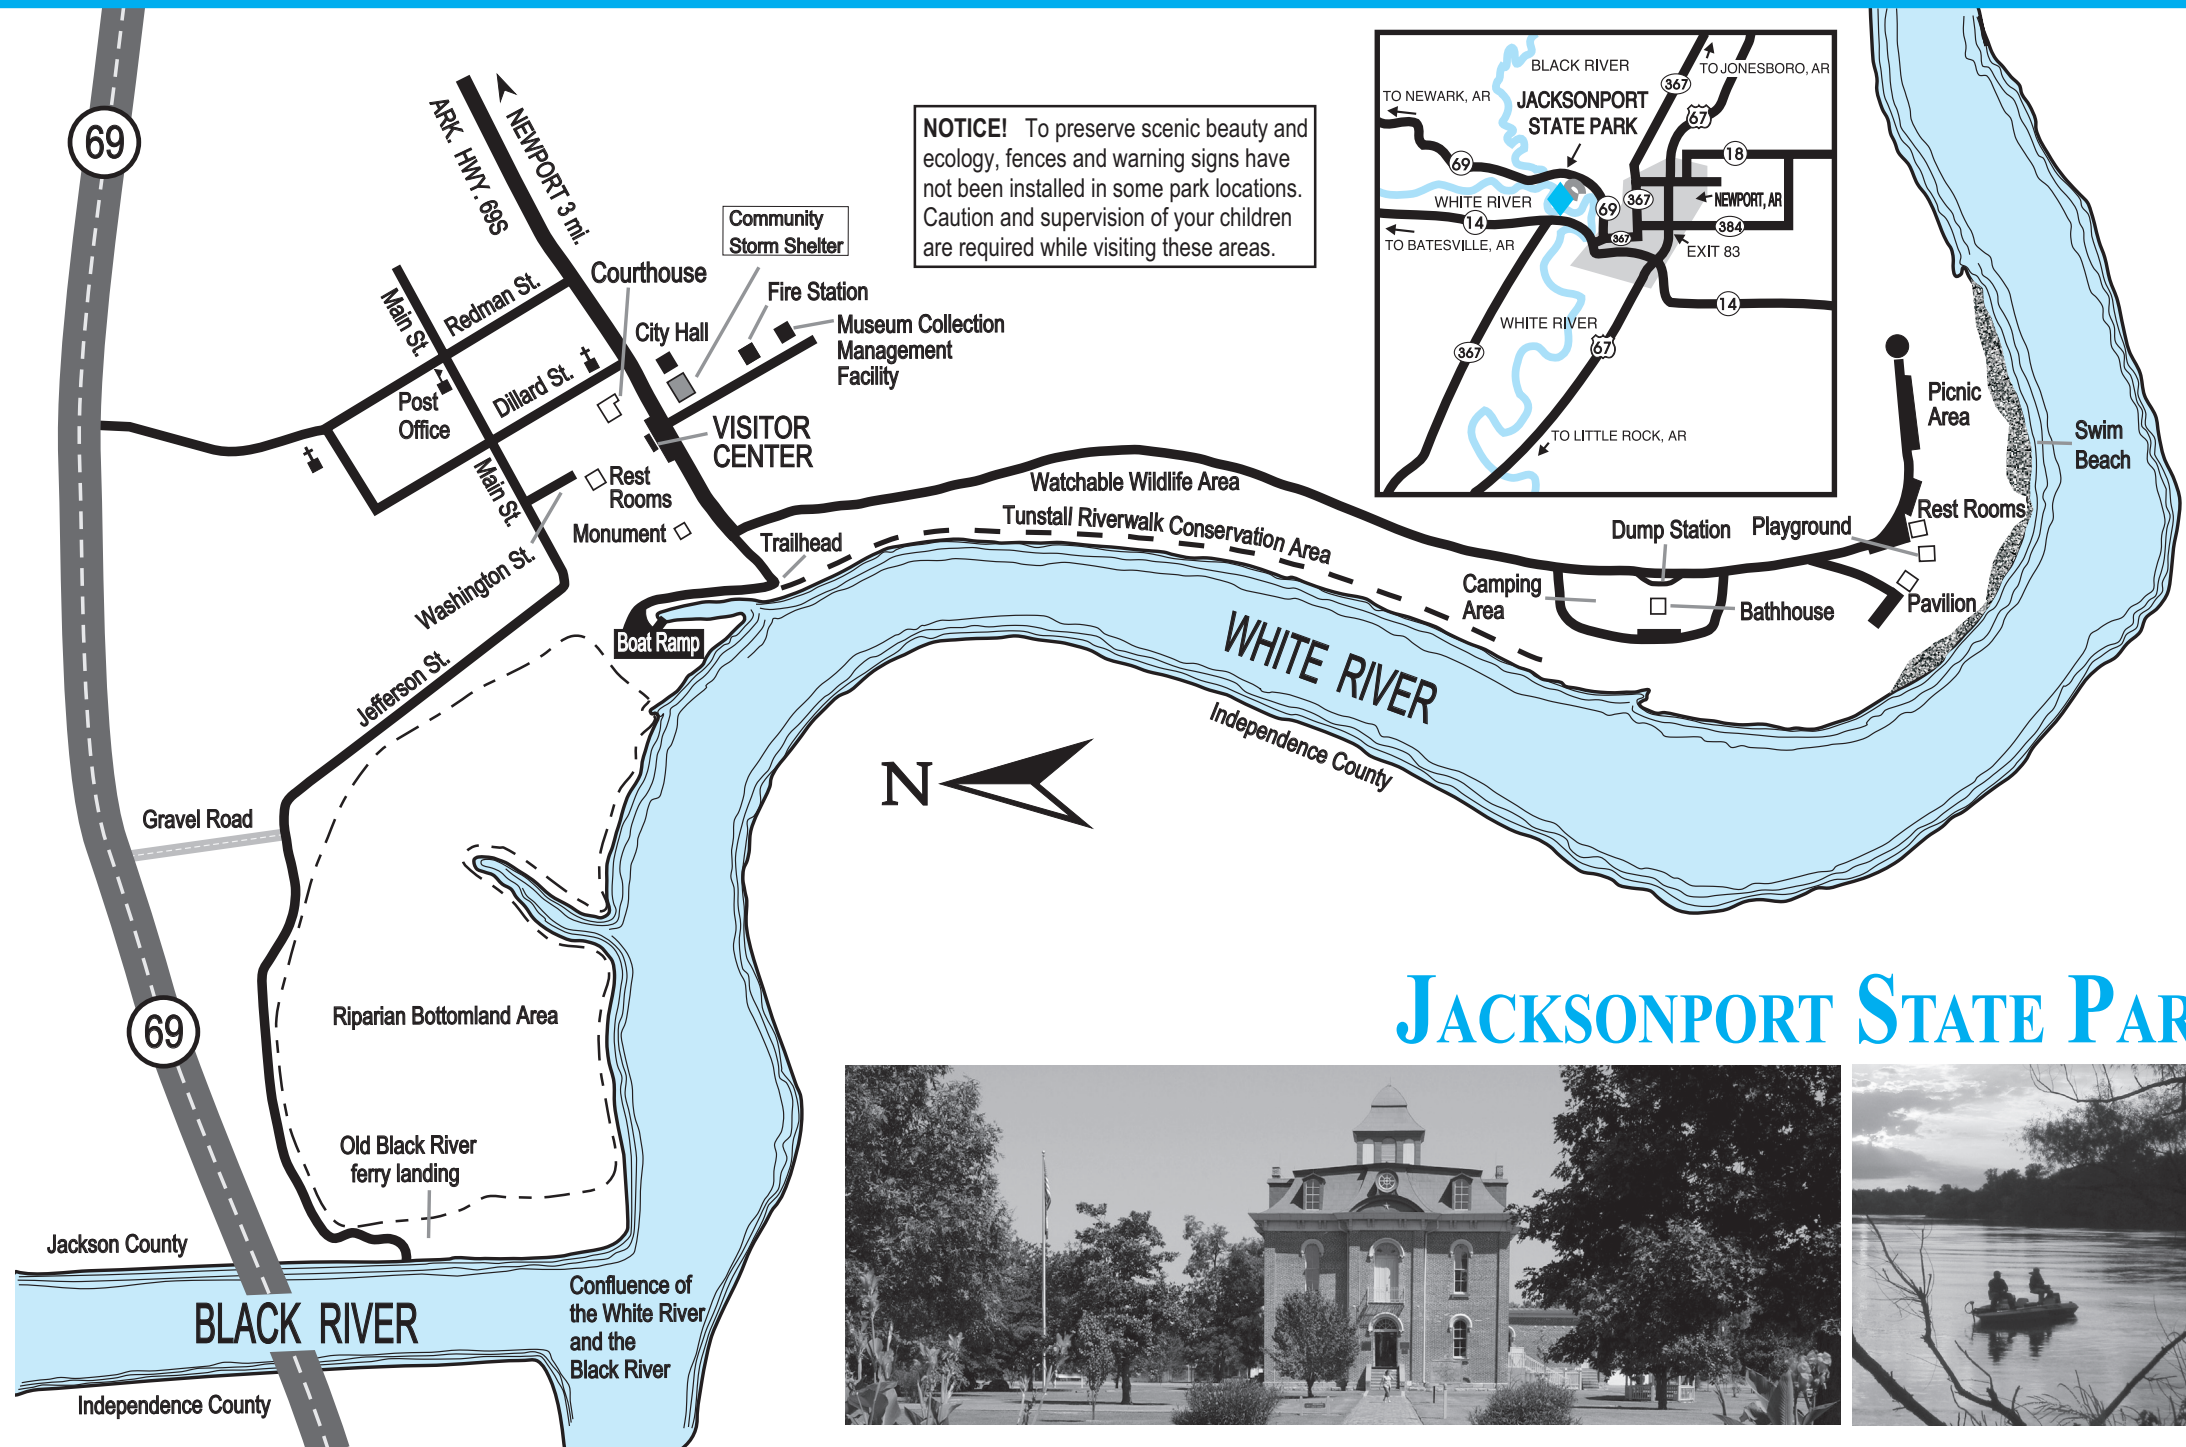 69
ARK. HWY. 69S
NEWPORT 3 mi.
NOTICE! To preserve scenic beauty and
ecology, fences and warning signs have
not been installed in some park locations.
Caution and supervision of your children
are required while visiting these areas.
Community
Storm Shelter
Courthouse
Fire Station
City Hall
Museum Collection
Management
Facility
Main St.
Redman St.
Dillard St.
Post
Office
VISITOR
CENTER
Main St.
Rest
Rooms
Monument
Washington St.
Trailhead
Boat Ramp
Jefferson St.
Watchable Wildlife Area
Tunstall Riverwalk Conservation Area
WHITE RIVER
Independence County
Dump Station
Playground
Camping
Area
Bathhouse
Pavilion
Rest Rooms
Picnic
Area
Swim
Beach
BLACK RIVER
TO JONESBORO, AR
367
TO NEWARK, AR
JACKSONPORT
STATE PARK
67
69
18
WHITE RIVER
69
367
NEWPORT, AR
14
384
TO BATESVILLE, AR
367
EXIT 83
14
WHITE RIVER
367
67
TO LITTLE ROCK, AR
N
Gravel Road
69
Riparian Bottomland Area
Old Black River
ferry landing
Jackson County
BLACK RIVER
Independence County
Confluence of
the White River
and the
Black River
JACKSONPORT STATE PAR